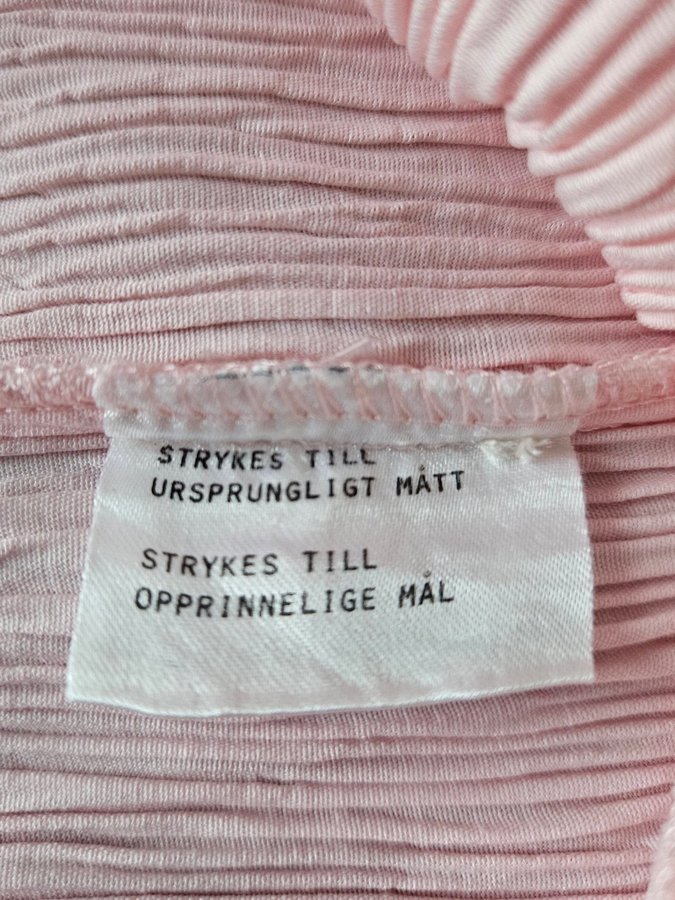 STRYKES TILL
URSPRUNGLIGT MÅTT
STRYKES TILL
OPPRINNELIGE MÅL